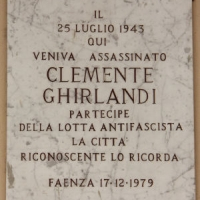 IL
25 LUGLIO 1943
QUI
VENIVA ASSASSINATO
CLEMENTE
GHIRLANDI
PARTECIPE
DELLA LOTTA ANTIFASCISTA
LA CITTA
RICONOSCENTE LO RICORDA
FAENZA 17-12-1979